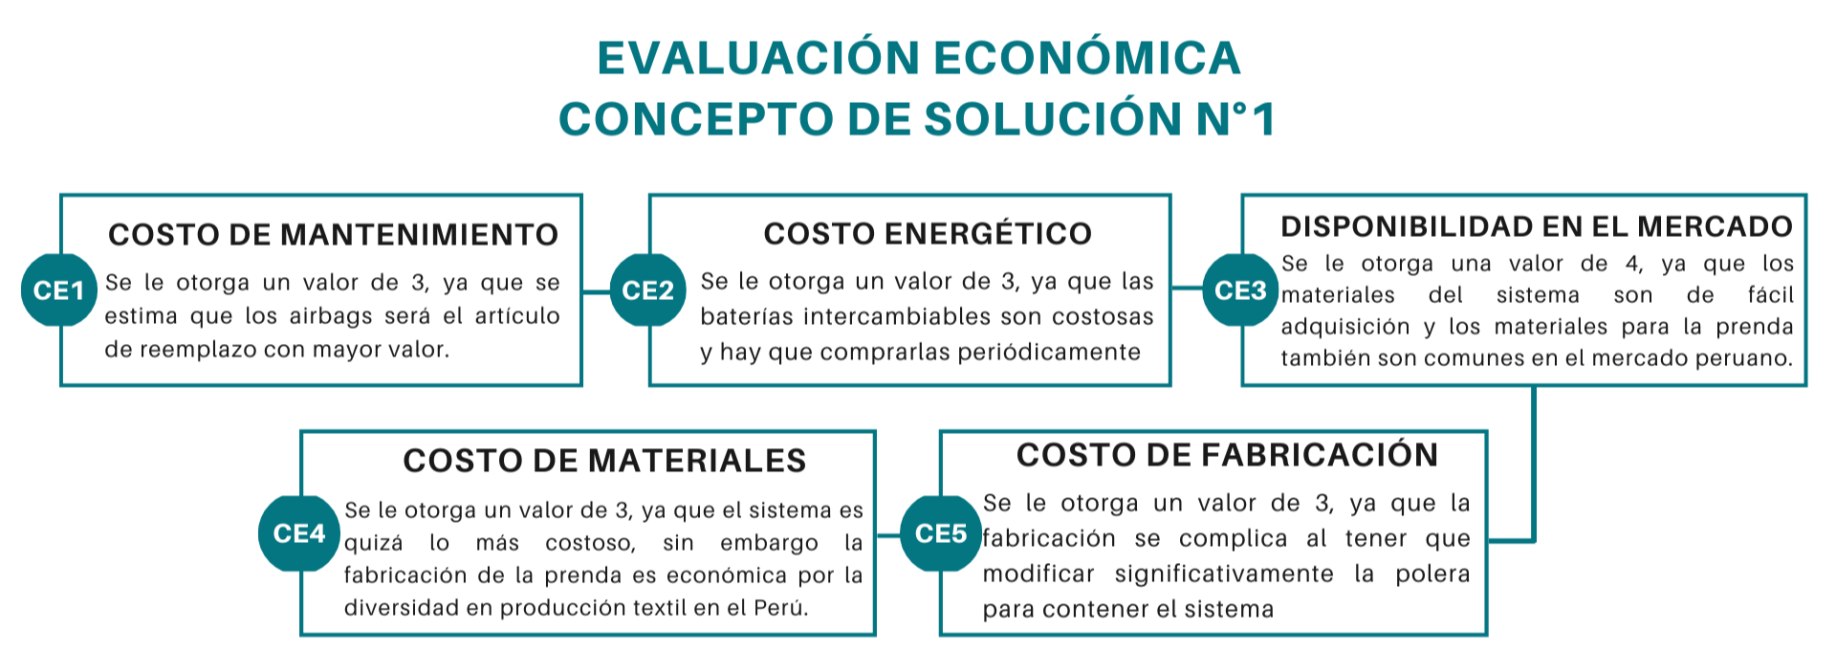 EVALUACIÓN ECONÓMICA
CONCEPTO DE SOLUCIÓN N°1
CE1
COSTO DE MANTENIMIENTO
Se le otorga un valor de 3, ya que se
estima que los airbags será el artículo
de reemplazo con mayor valor.
CE2
COSTO ENERGÉTICO
Se le otorga un valor de 3, ya que las
baterías intercambiables son costosas
y hay que comprarlas periódicamente
CE3
DISPONIBILIDAD EN EL MERCADO
Se le otorga una valor de 4, ya que los
materiales del sistema son de fácil
adquisición y los materiales para la prenda
también son comunes en el mercado peruano.
CE4
COSTO DE MATERIALES
Se le otorga un valor de 3, ya que el sistema es
quizá lo más costoso, sin embargo la
fabricación de la prenda es económica por la
diversidad en producción textil en el Perú.
CE5
COSTO DE FABRICACIÓN
Se le otorga un valor de 3, ya que la
fabricación se complica al tener que
modificar significativamente la polera
para contener el sistema